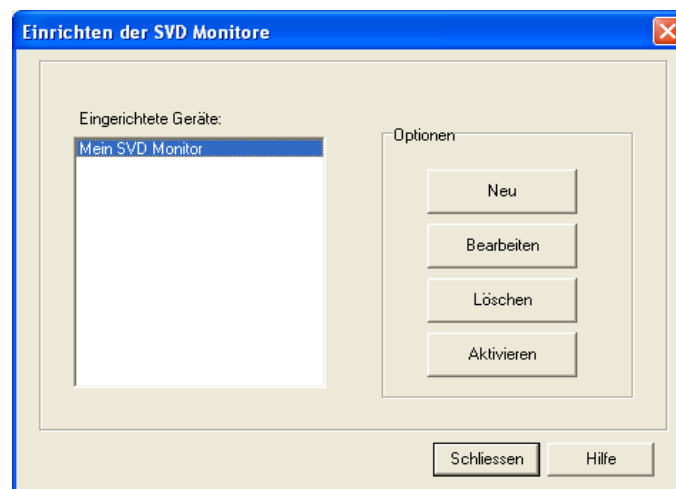 Einrichten der SVD Monitore
Eingerichtete Geräte:
Mein SVD Monitor
Optionen
Neu
Bearbeiten
Löschen
Aktivieren
Schliessen
Hilfe